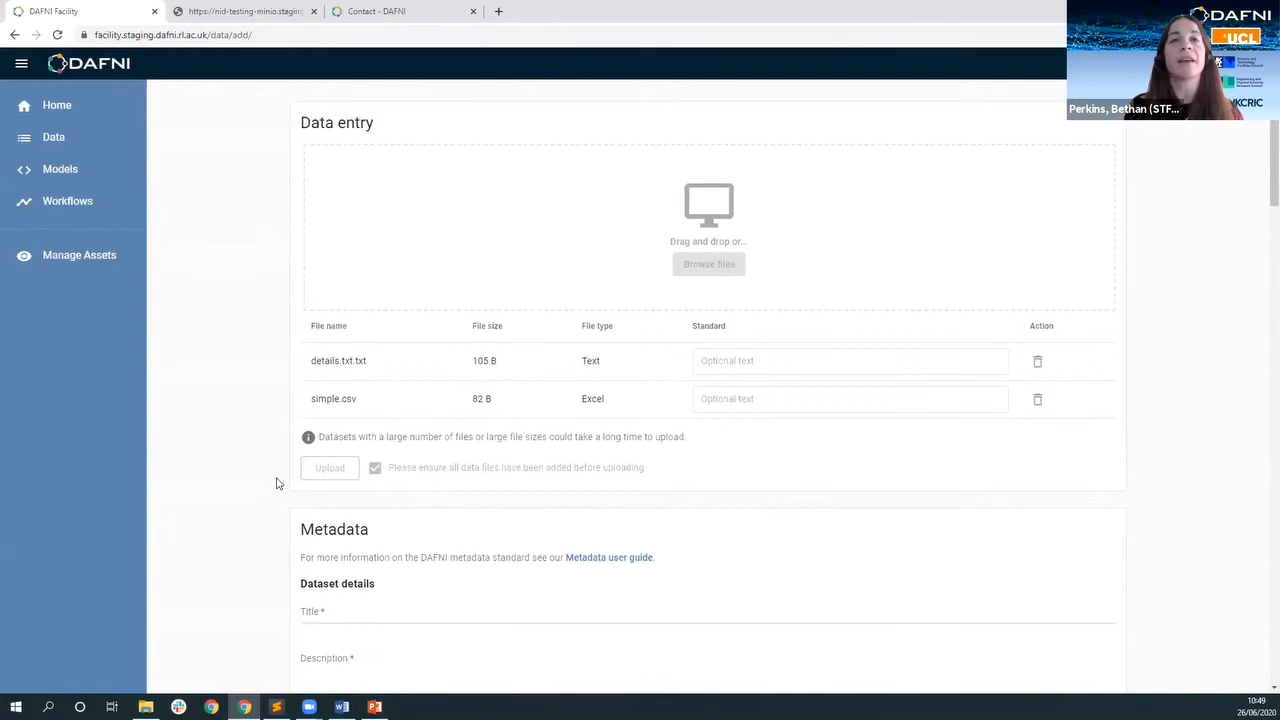 DAFNI Facility
https://nid-testing-minio.staging
Contact - DAFNI
facility.staging.dafni.rl.ac.uk/data/add/
DAFNI
DAFNI
UCL
UKCRIC
Perkins, Bethan (STF...
Home
Data
Models
Workflows
Manage Assets
Data entry
Drag and drop or...
Browse files
File name File size File type Standard Action
details.txt.txt 105 B Text Optional text
simple.csv 82 B Excel Optional text
Datasets with a large number of files or large file sizes could take a long time to upload.
Upload Please ensure all data files have been added before uploading
Metadata
For more information on the DAFNI metadata standard see our Metadata user guide.
Dataset details
Title *
Description *
10:49
26/06/2020